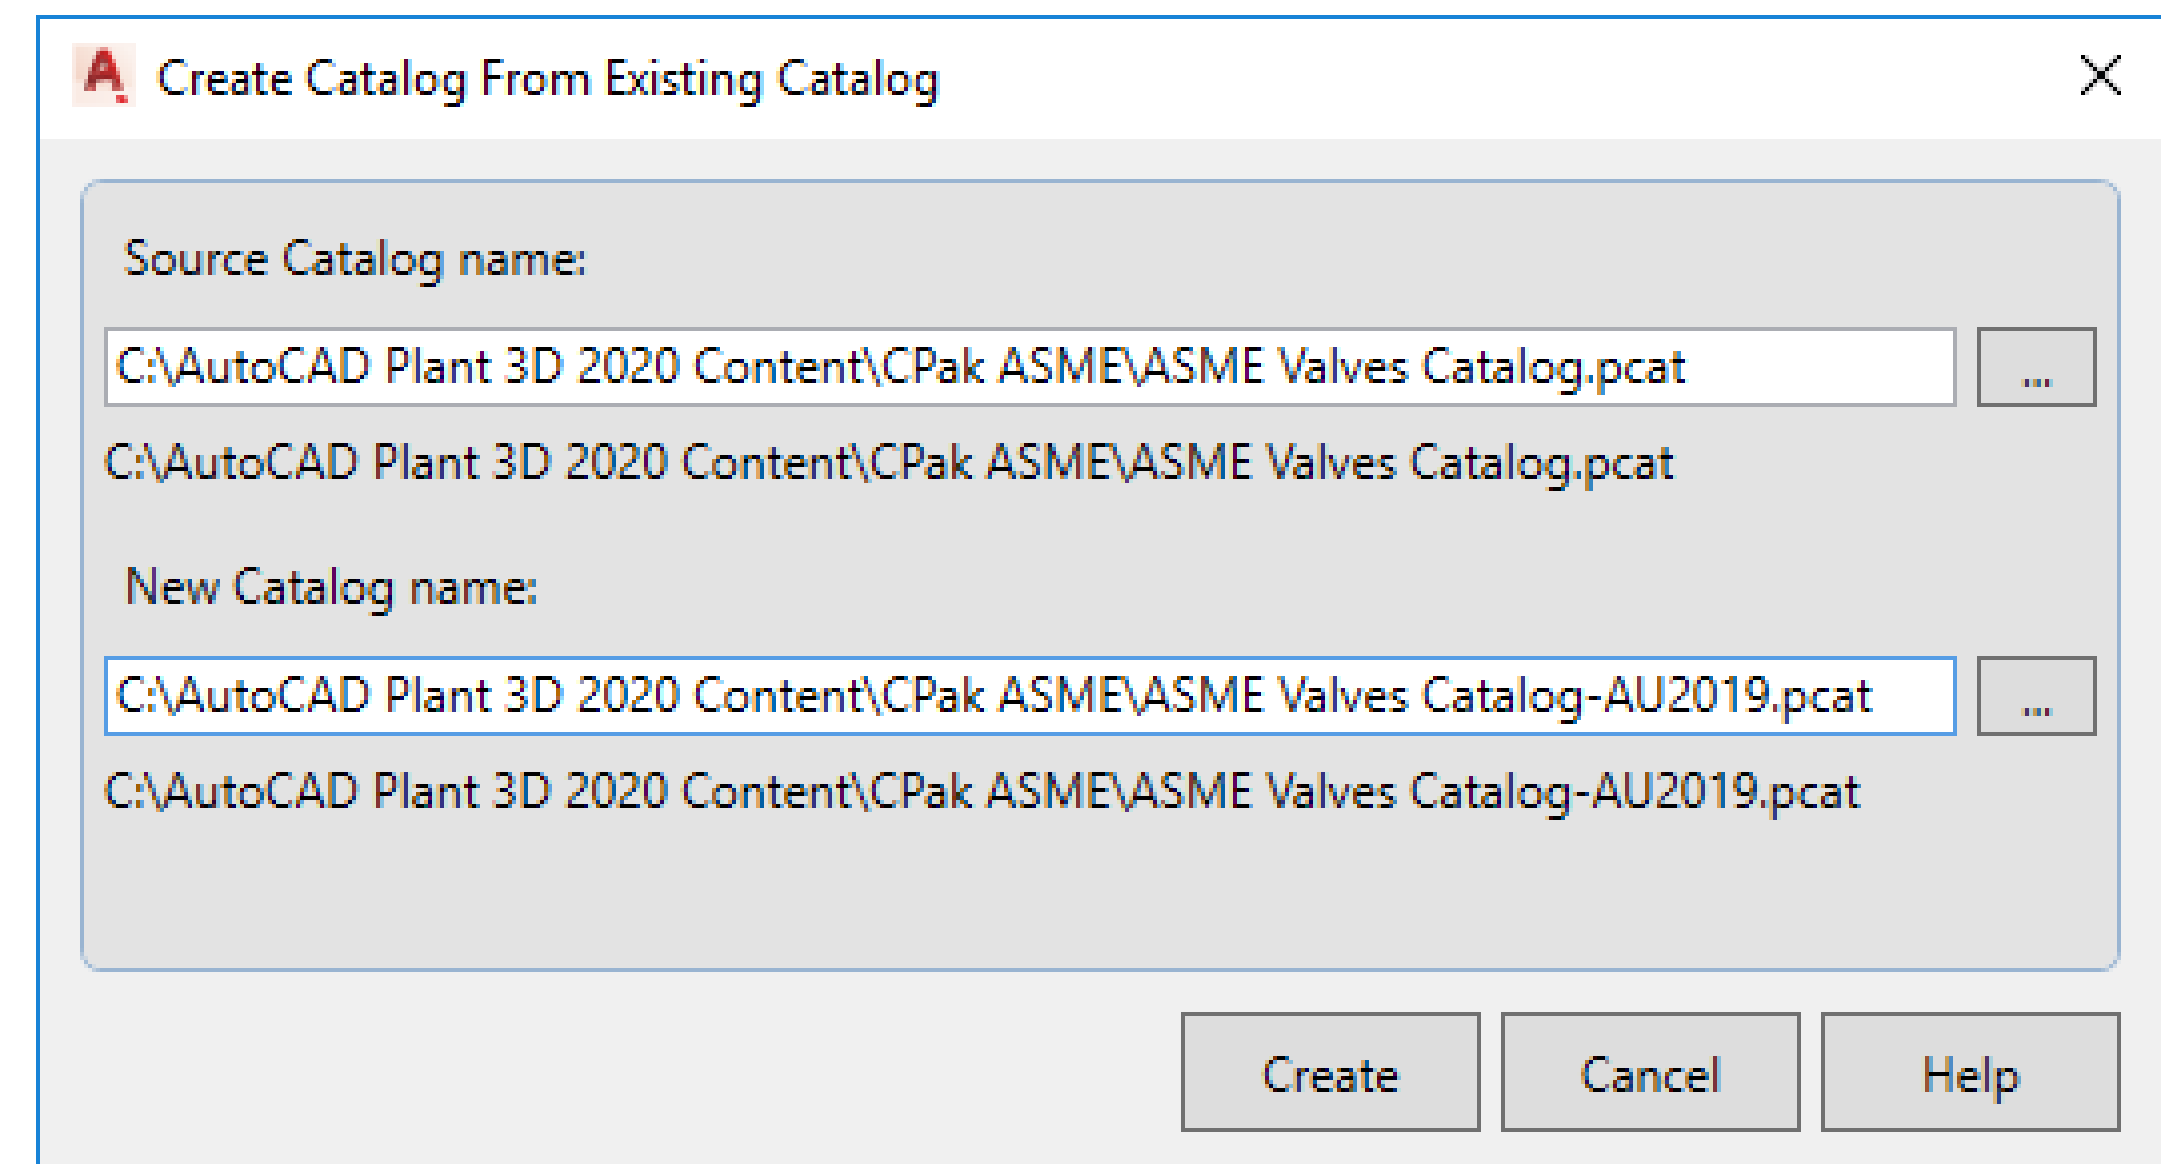 Create Catalog From Existing Catalog
Source Catalog name:
C:\AutoCAD Plant 3D 2020 Content\CPak ASME\ASME Valves Catalog.pcat
...
C:\AutoCAD Plant 3D 2020 Content\CPak ASME\ASME Valves Catalog.pcat
New Catalog name:
C:\AutoCAD Plant 3D 2020 Content\CPak ASME\ASME Valves Catalog-AU2019.pcat
...
C:\AutoCAD Plant 3D 2020 Content\CPak ASME\ASME Valves Catalog-AU2019.pcat
Create Cancel Help